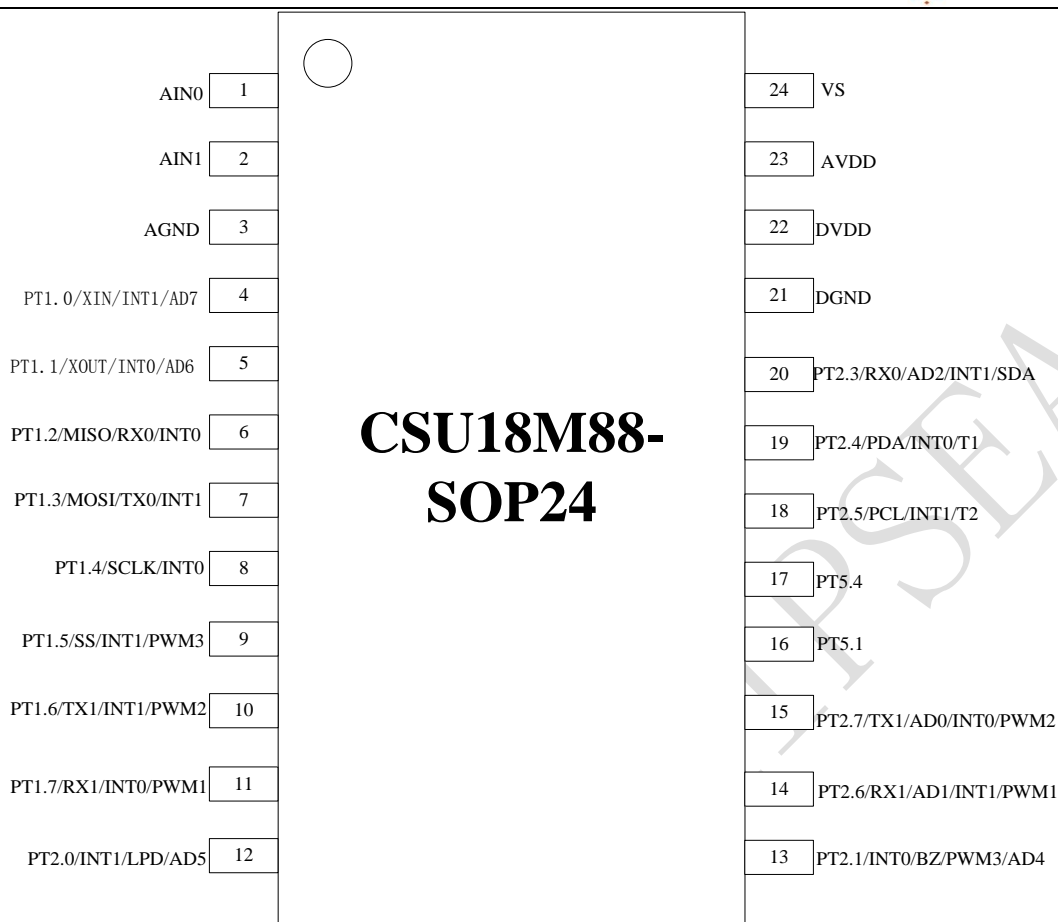 AIN0 1
24 VS
AIN1 2
23 AVDD
AGND 3
22 DVDD
PT1.0/XIN/INT1/AD7 4
21 DGND
PT1.1/XOUT/INT0/AD6 5
20 PT2.3/RX0/AD2/INT1/SDA
PT1.2/MISO/RX0/INT0 6
19 PT2.4/PDA/INT0/T1
CSU18M88-
SOP24
PT1.3/MOSI/TX0/INT1 7
18 PT2.5/PCL/INT1/T2
PT1.4/SCLK/INT0 8
17 PT5.4
PT1.5/SS/INT1/PWM3 9
16 PT5.1
PT1.6/TX1/INT1/PWM2 10
15 PT2.7/TX1/AD0/INT0/PWM2
PT1.7/RX1/INT0/PWM1 11
14 PT2.6/RX1/AD1/INT1/PWM1
PT2.0/INT1/LPD/AD5 12
13 PT2.1/INT0/BZ/PWM3/AD4